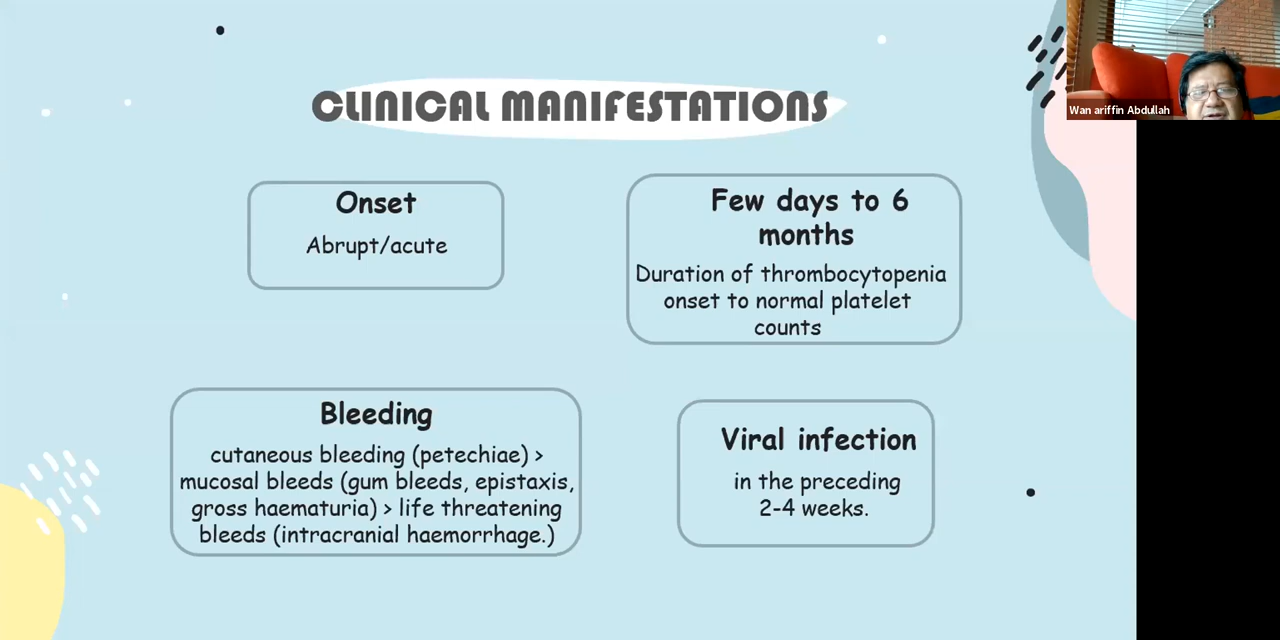 CLINICAL MANIFESTATIONS
Wan ariffin Abdullah
Onset
Abrupt/acute
Few days to 6
months
Duration of thrombocytopenia
onset to normal platelet
counts
Bleeding
cutaneous bleeding (petechiae) >
mucosal bleeds (gum bleeds, epistaxis,
gross haematuria) > life threatening
bleeds (intracranial haemorrhage.)
Viral infection
in the preceding
2-4 weeks.